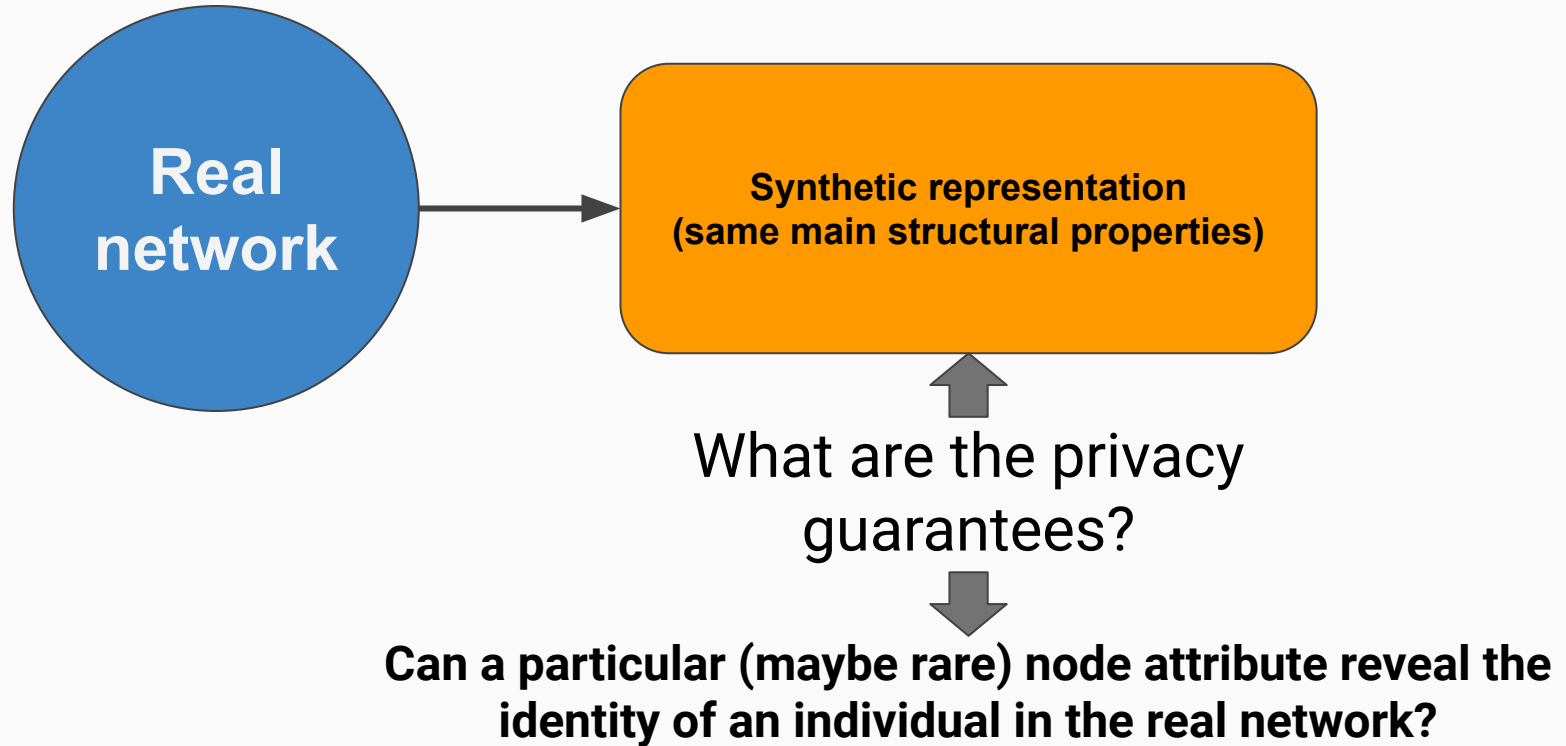 Real
network
Synthetic representation
(same main structural properties)
What are the privacy
guarantees?
Can a particular (maybe rare) node attribute reveal the
identity of an individual in the real network?